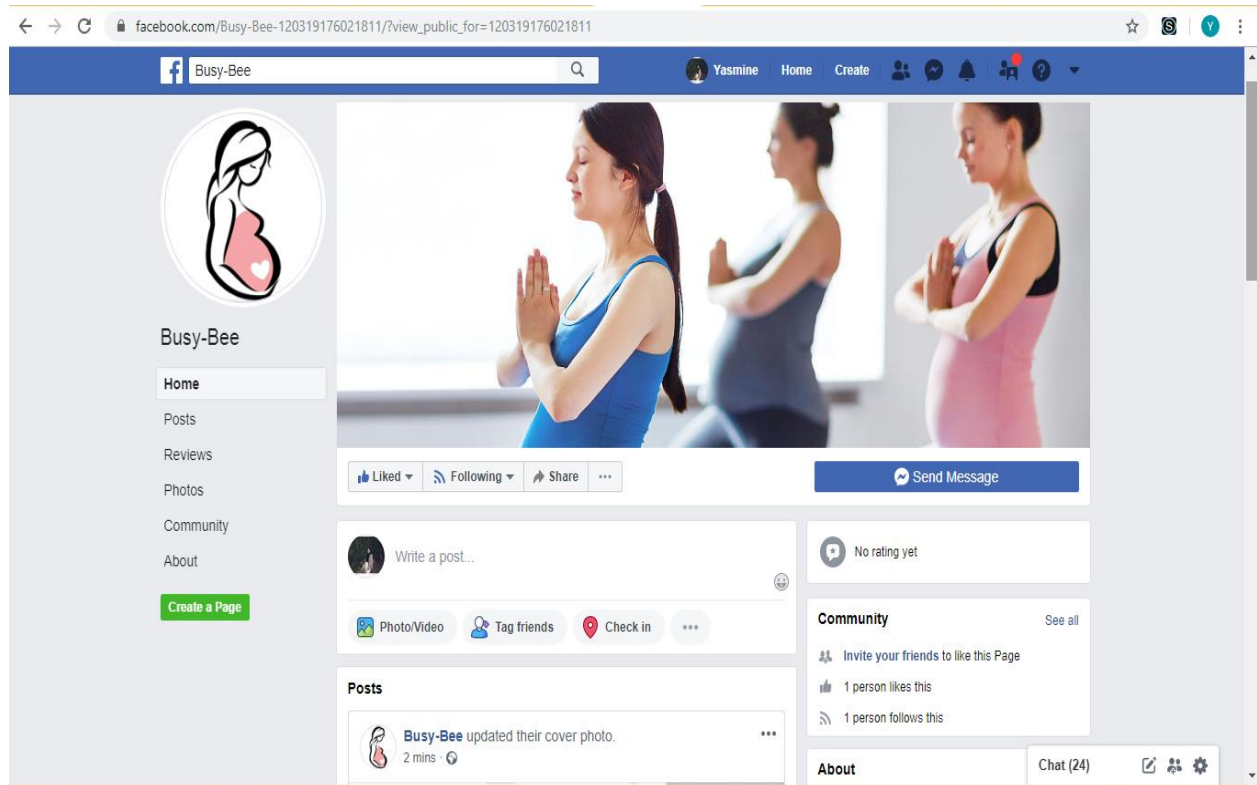 facebook.com/Busy-Bee-120319176021811/?view_public_for=120319176021811
S
Y
f
Busy-Bee
Yasmine Home Create
Busy-Bee
Home
Posts
Reviews
Photos
Community
About
Create a Page
Liked Following Share ...
Send Message
Write a post...
Photo/Video Tag friends Check in ...
No rating yet
Community See all
Invite your friends to like this Page
1 person likes this
1 person follows this
Posts
Busy-Bee updated their cover photo.
2 mins ·
...
About
Chat (24)